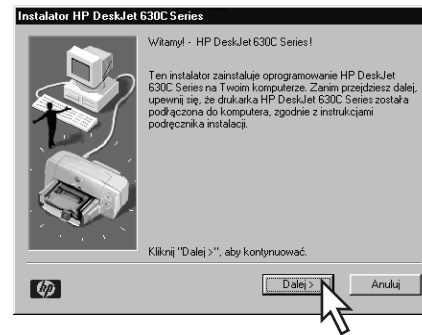 Instalator HP DeskJet 630C Series
Witamy! - HP DeskJet 630C Series!
Ten instalator zainstaluje oprogramowanie HP DeskJet
630C Series na Twoim komputerze. Zanim przejdziesz dalej,
upewnij się, że drukarka HP DeskJet 630C Series została
podłączona do komputera, zgodnie z instrukcjami
podręcznika instalacji.
Kliknij "Dalej >", aby kontynuować.
hp
Dalej >
Anuluj